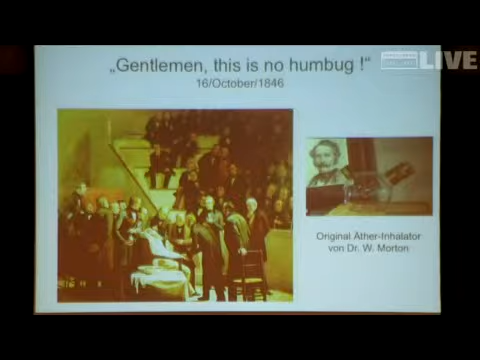 „Gentlemen, this is no humbug !“
16/October/1846
LIVE
Original Äther-Inhalator
von Dr. W. Morton